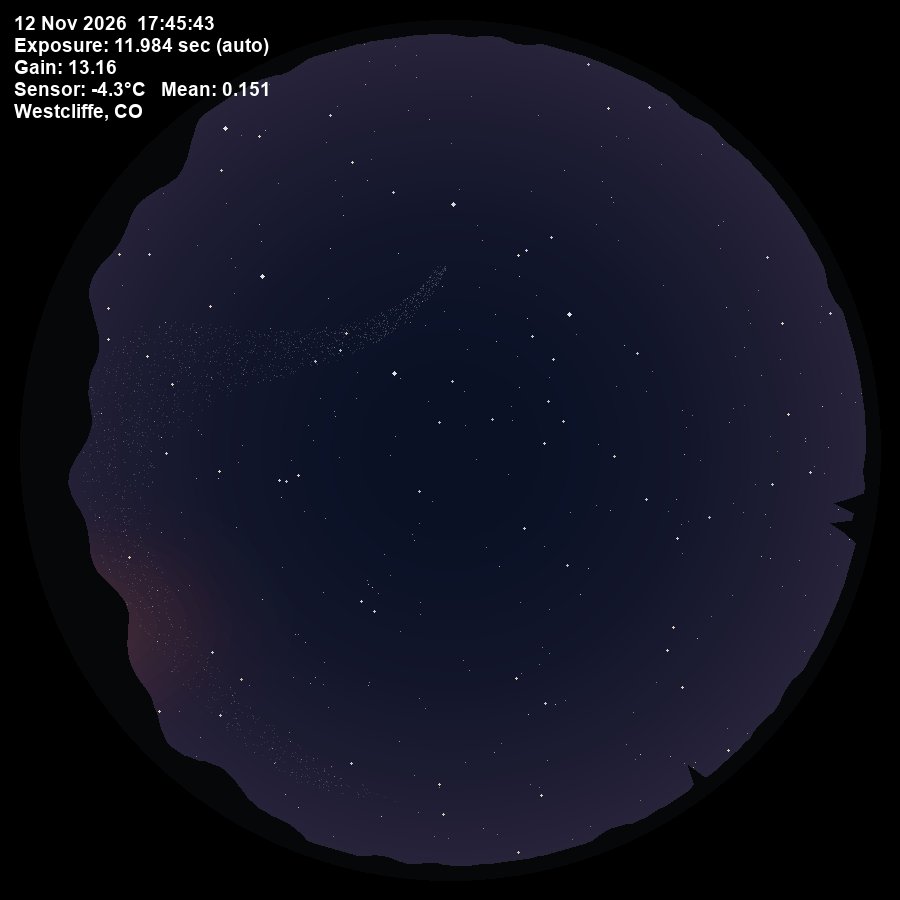 12 Nov 2026  17:45:43
Exposure: 11.984 sec (auto)
Gain: 13.16
Sensor: -4.3°C   Mean: 0.151
Westcliffe, CO